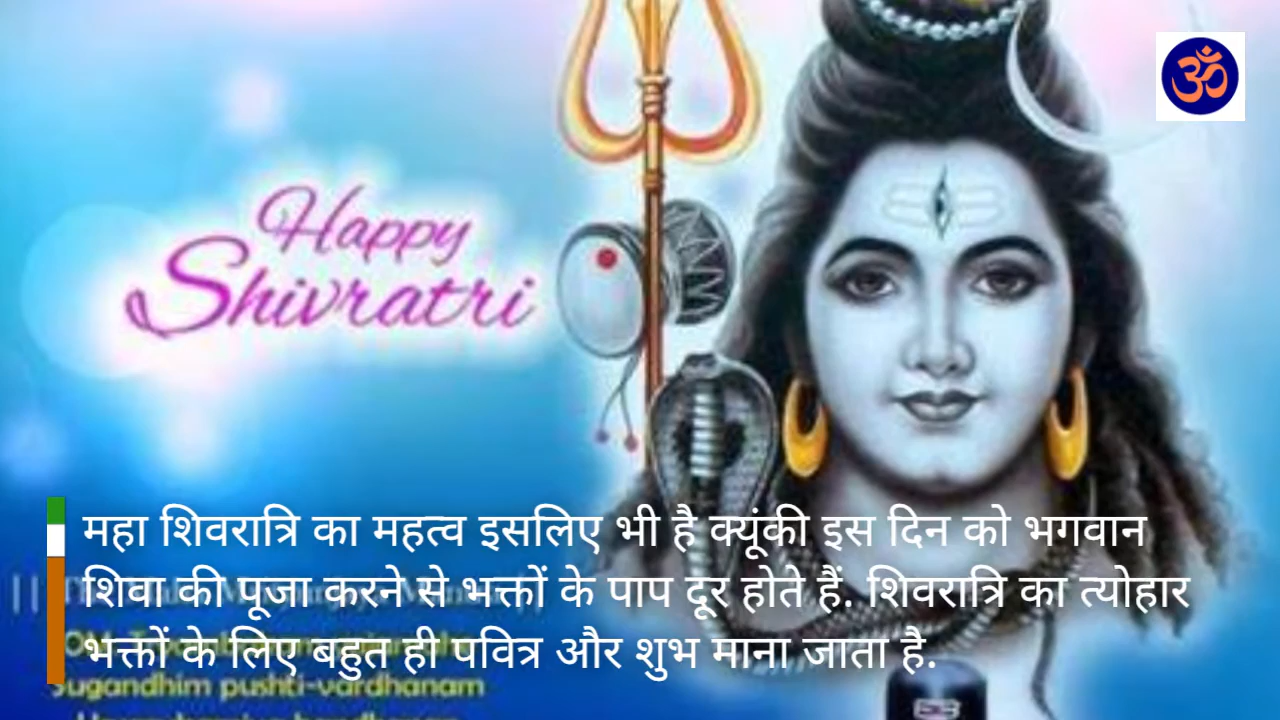 ॐ
Happy
Shivratri
महा शिवरात्रि का महत्व इसलिए भी है क्यूंकी इस दिन को भगवान
शिवा की पूजा करने से भक्तों के पाप दूर होते हैं. शिवरात्रि का त्योहार
भक्तों के लिए बहुत ही पवित्र और शुभ माना जाता है.
Sugandhim pushti-vardhanam